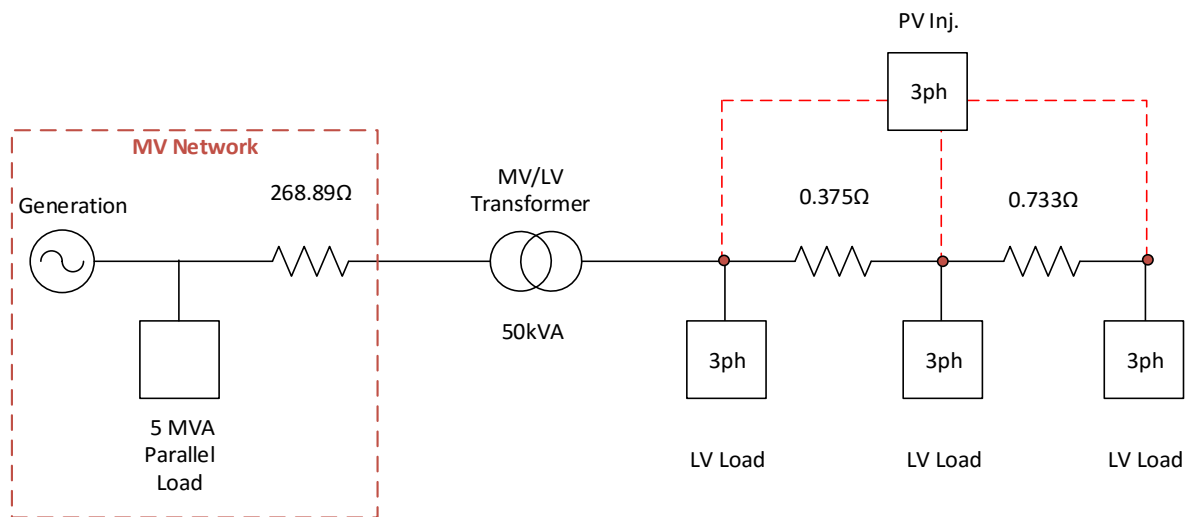 PV Inj.
3ph
MV Network
Generation
268.89Ω
MV/LV
Transformer
0.375Ω
0.733Ω
50kVA
3ph
3ph
3ph
5 MVA
Parallel
Load
LV Load
LV Load
LV Load